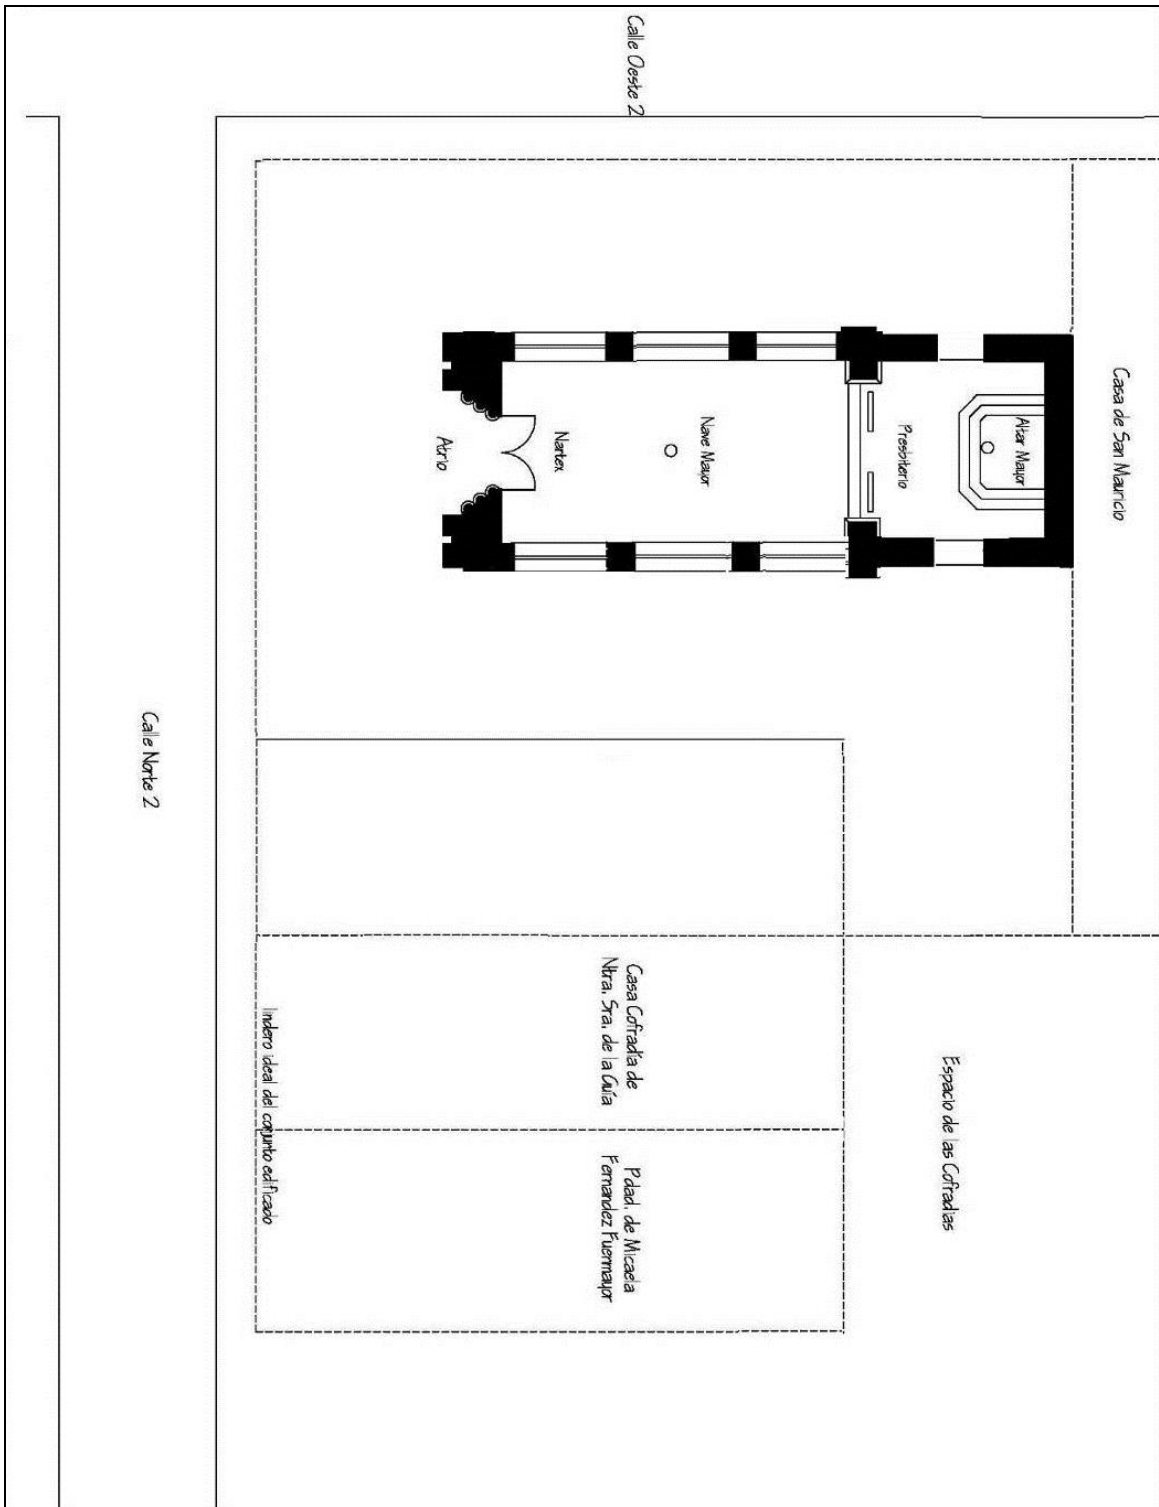 Casa de San Mauricio
Altar Mayor
Espacio de las Cofradias
Presbiterio
Nave Mayor
Calle Oeste 2
Casa Cofradía de
Ntra. Sra. de la Guía
Pdad. de Micaela
Fernandez Fuenmayor
Nartex
Atrio
lindero ideal del conjunto edificado
Calle Norte 2